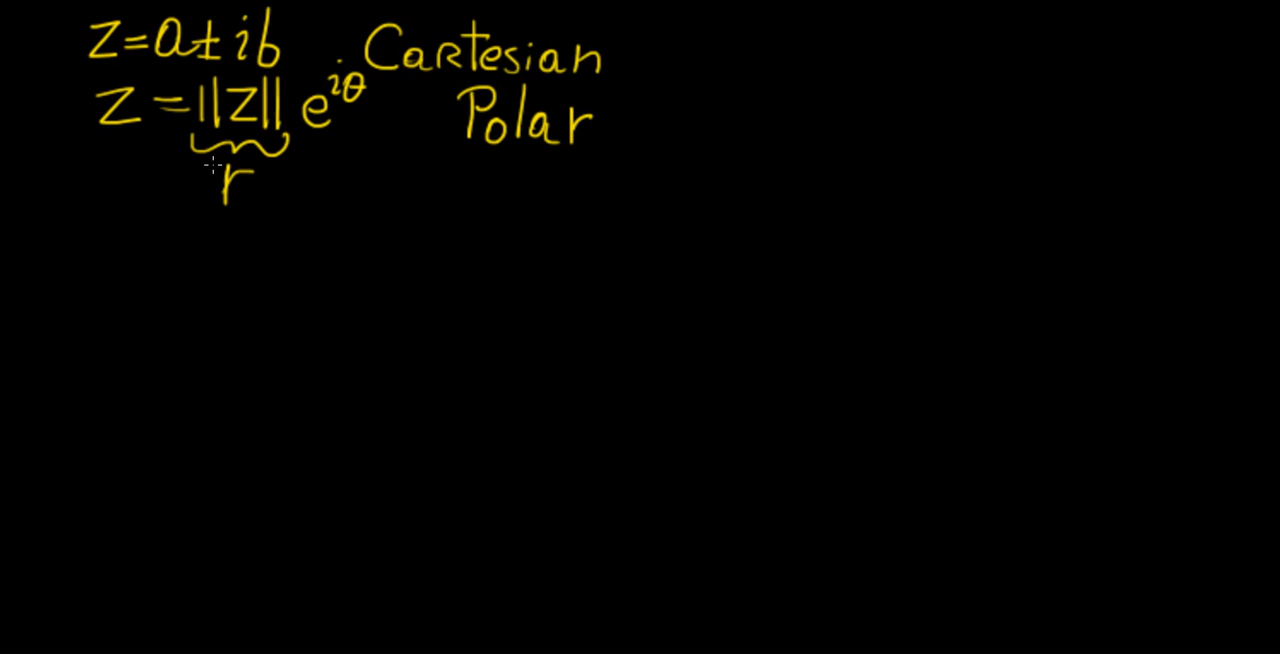 z = a ± ib Cartesian
z = ||z|| e^{iθ} Polar
r